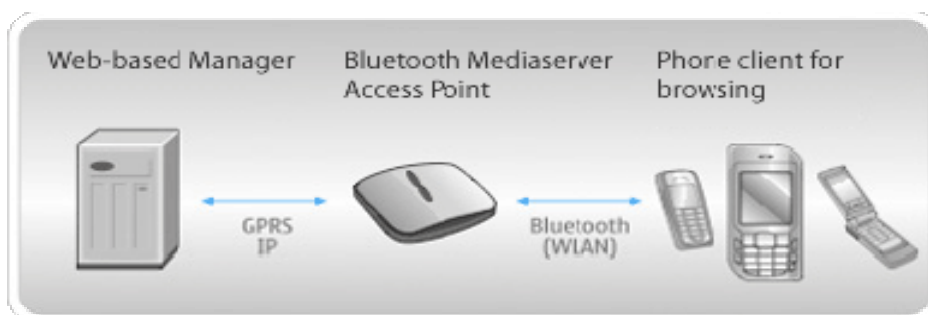 Web-based Manager
Bluetooth Mediaserver
Access Point
Phone client for
browsing
GPRS
IP
Bluetooth
(WLAN)